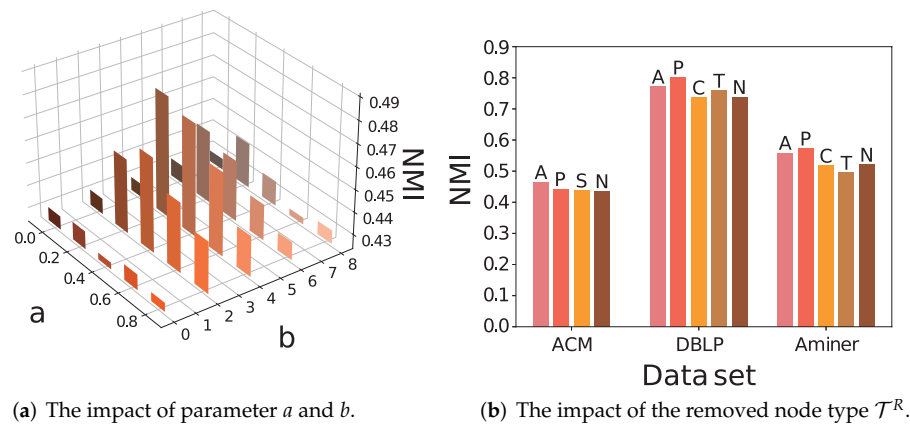 0.49
0.48
0.47
0.46
0.45
0.44
0.43
NMI
0.0
0.2
0.4
0.6
0.8
a
0 1 2 3 4 5 6 7 8
b
(a) The impact of parameter a and b.
0.9
0.8
0.7
0.6
0.5
0.4
0.3
0.2
0.1
0.0
NMI
A P S N
A P C T N
A P C T N
ACM DBLP Aminer
Data set
(b) The impact of the removed node type 𝒯ᴿ.